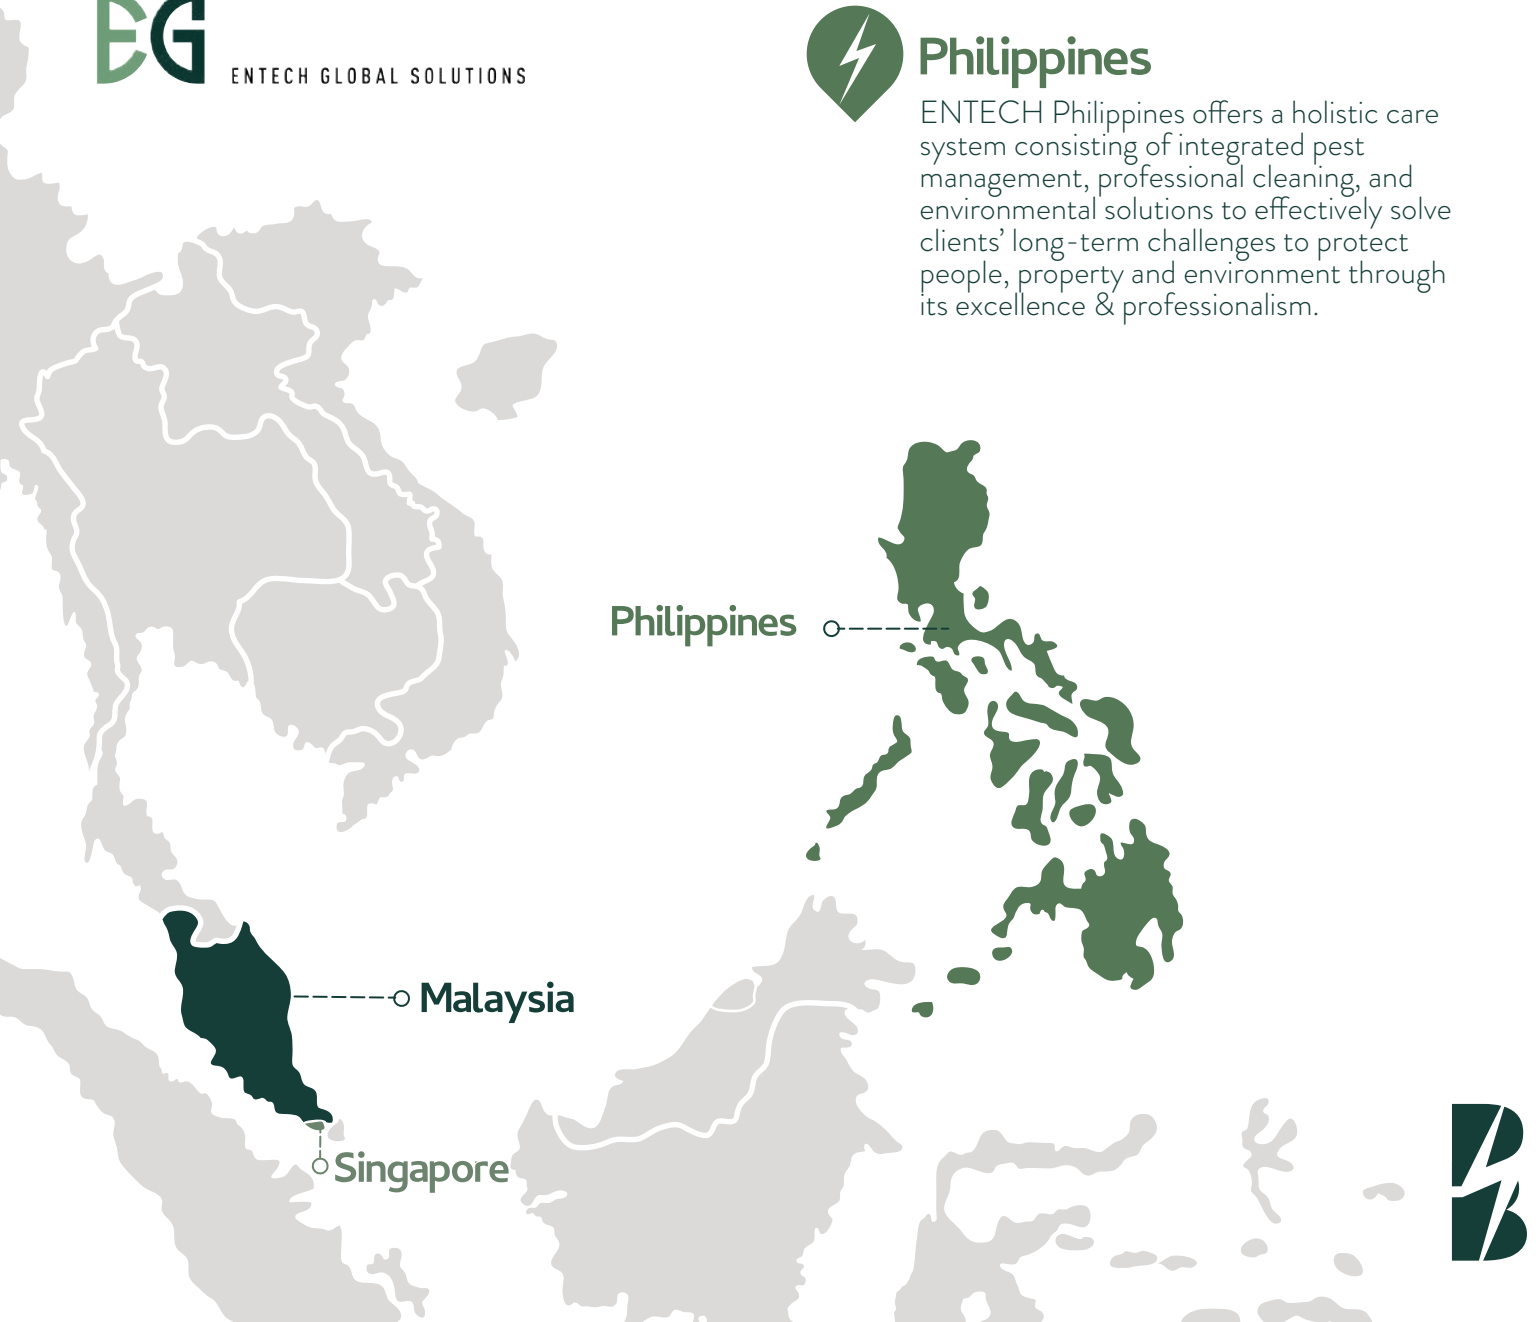 EG
ENTECH GLOBAL SOLUTIONS
Philippines
ENTECH Philippines offers a holistic care
system consisting of integrated pest
management, professional cleaning, and
environmental solutions to effectively solve
clients’ long-term challenges to protect
people, property and environment through
its excellence & professionalism.
Philippines
Malaysia
Singapore
B